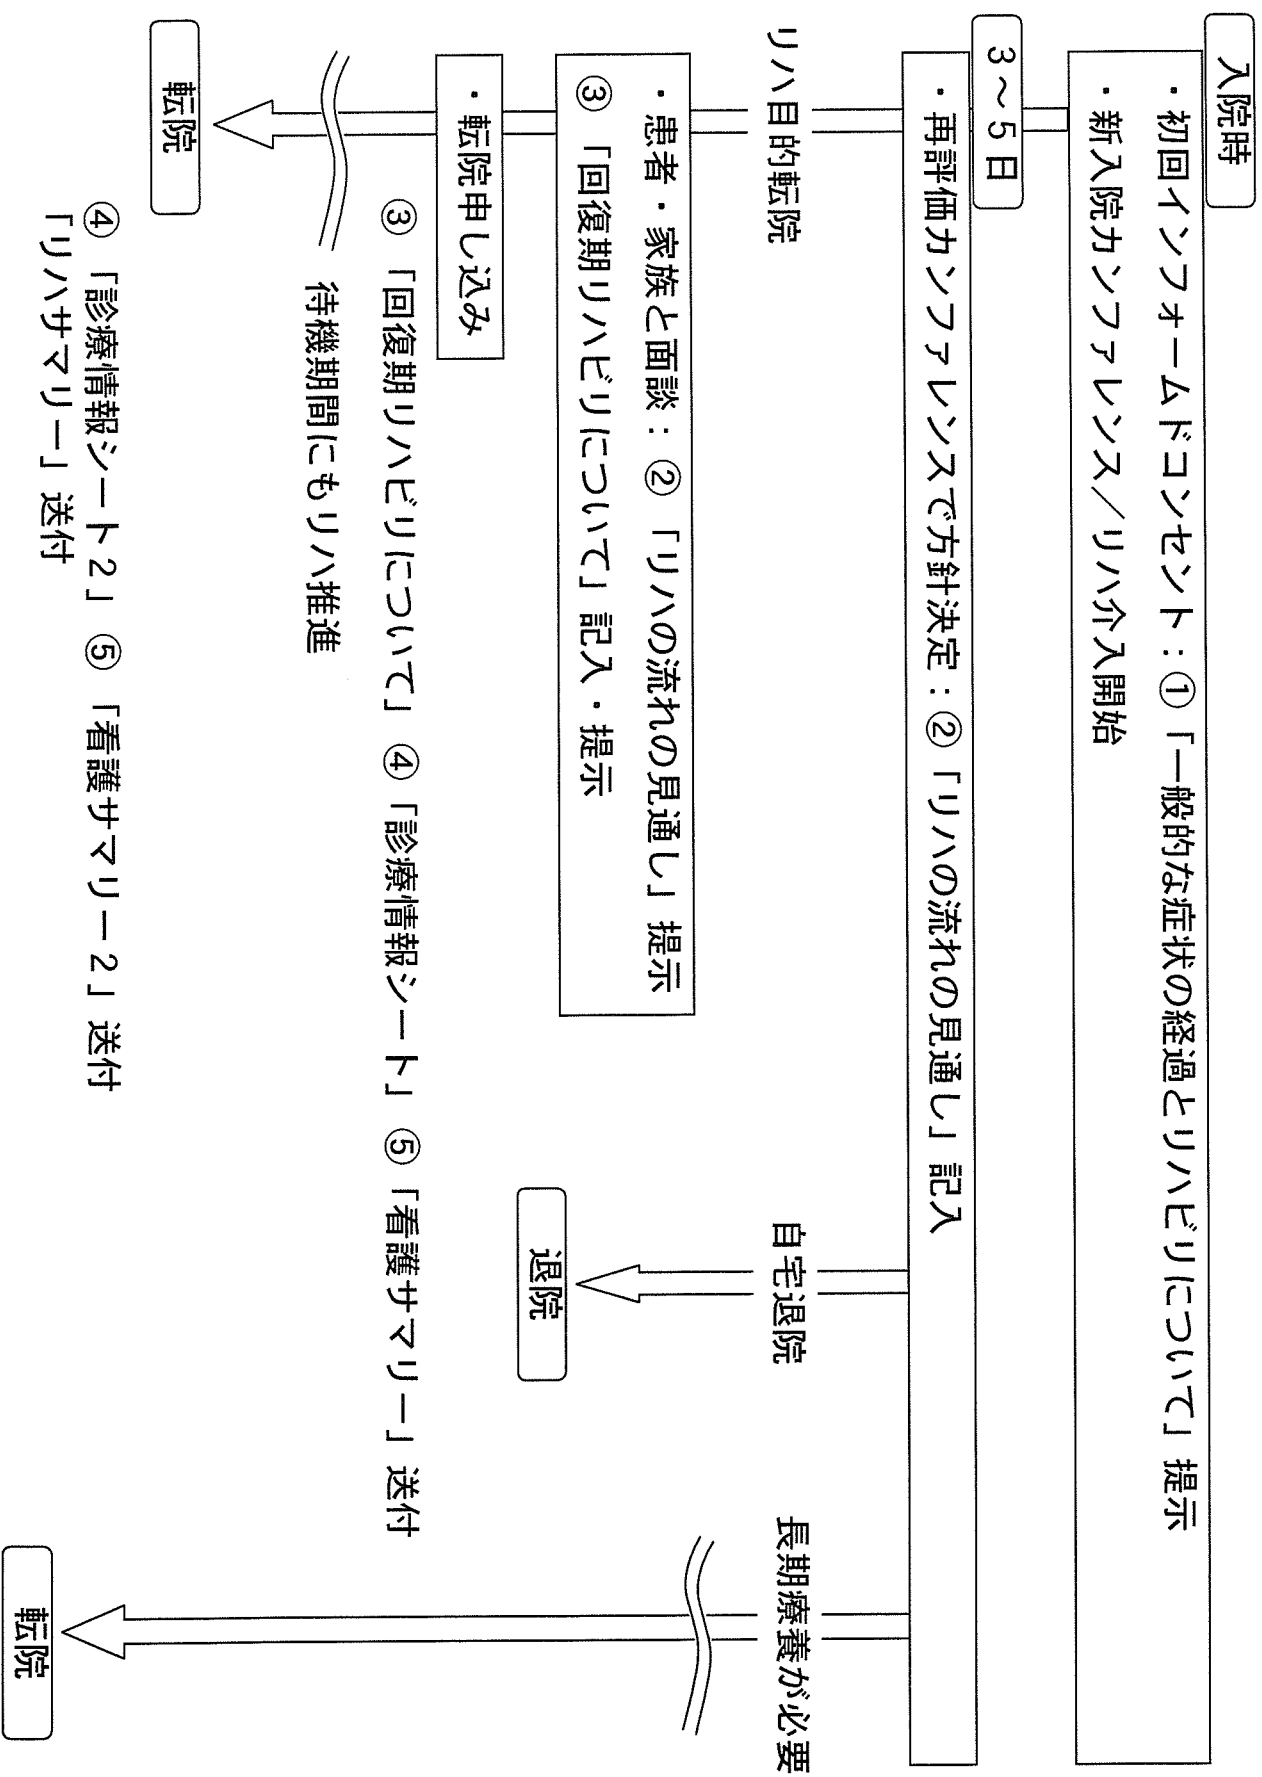 入院時
・初回インフォームドコンセント：①「一般的な症状の経過とリハビリについて」提示
・新入院カンファレンス／リハ介入開始
3～5日
・再評価カンファレンスで方針決定：②「リハの流れの見通し」記入
リハ目的転院
自宅退院
長期療養が必要
・患者・家族と面談：②「リハの流れの見通し」提示
③「回復期リハビリについて」記入・提示
退院
・転院申し込み
③「回復期リハビリについて」④「診療情報シート」⑤「看護サマリー」送付
待機期間にもリハ推進
転院
④「診療情報シート2」⑤「看護サマリー2」送付
「リハサマリー」送付
転院